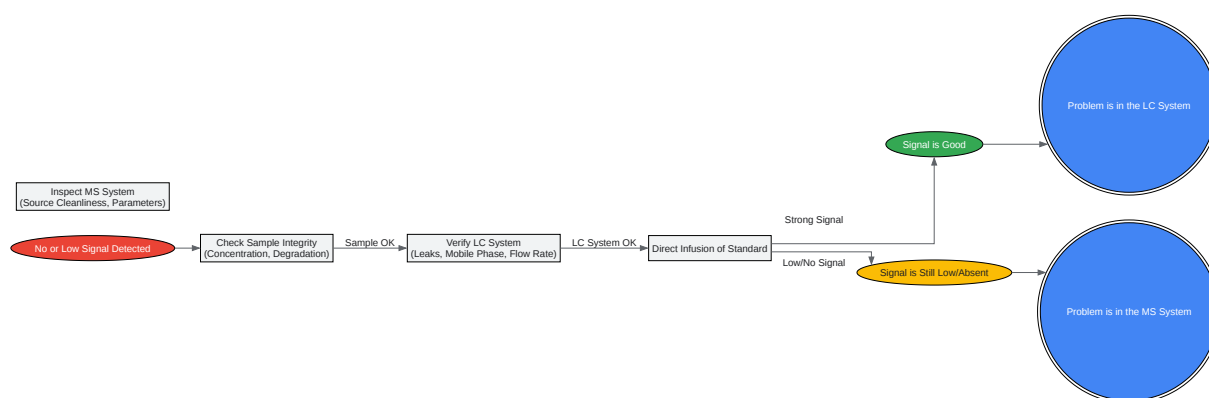 Inspect MS System
(Source Cleanliness, Parameters)
No or Low Signal Detected
Check Sample Integrity
(Concentration, Degradation)
Sample OK
Verify LC System
(Leaks, Mobile Phase, Flow Rate)
LC System OK
Direct Infusion of Standard
Strong Signal
Low/No Signal
Signal is Good
Signal is Still Low/Absent
Problem is in the LC System
Problem is in the MS System